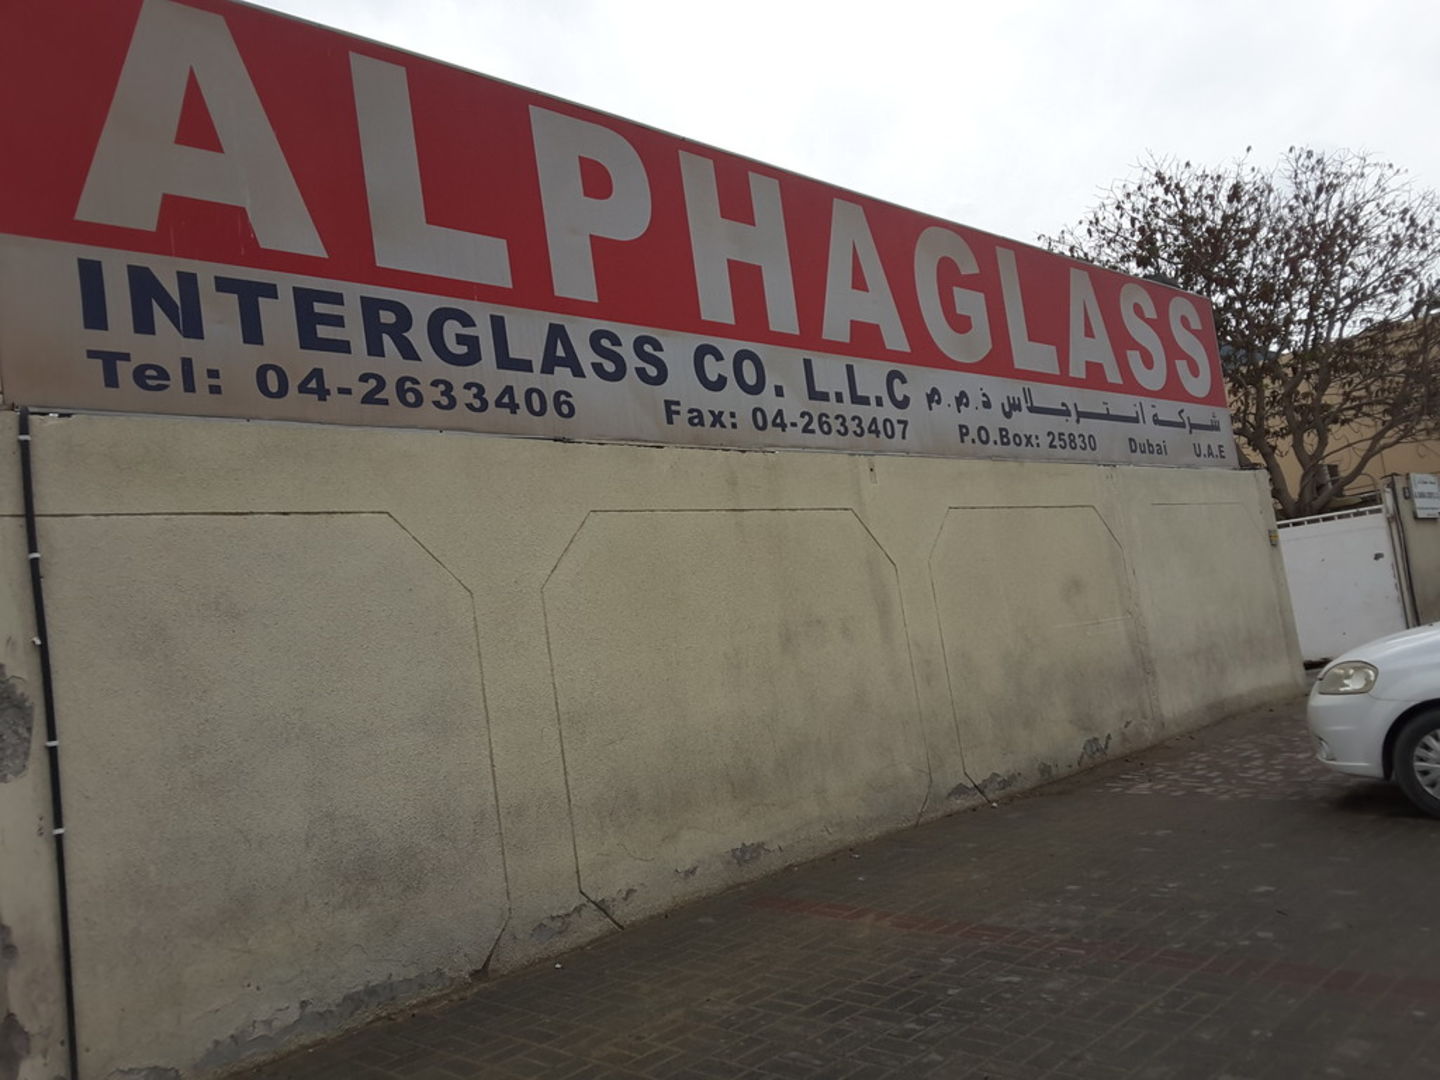 ALPHAGLASS
INTERGLASS CO. L.L.C شركة انترجلاس ذ.م.م
Tel: 04-2633406 Fax: 04-2633407 P.O.Box: 25830 Dubai U.A.E